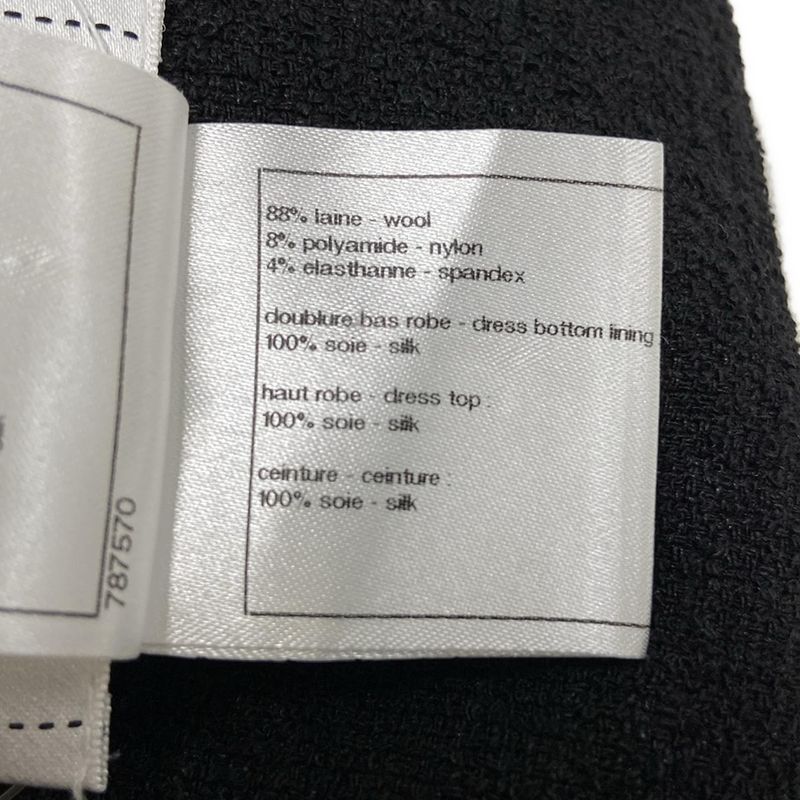 88% laine - wool
8% polyamide - nylon
4% elasthanne - spandex
doublure bas robe - dress bottom lining
100% soie - silk
haut robe - dress top :
100% soie - silk
ceinture - ceinture :
100% soie - silk
787570